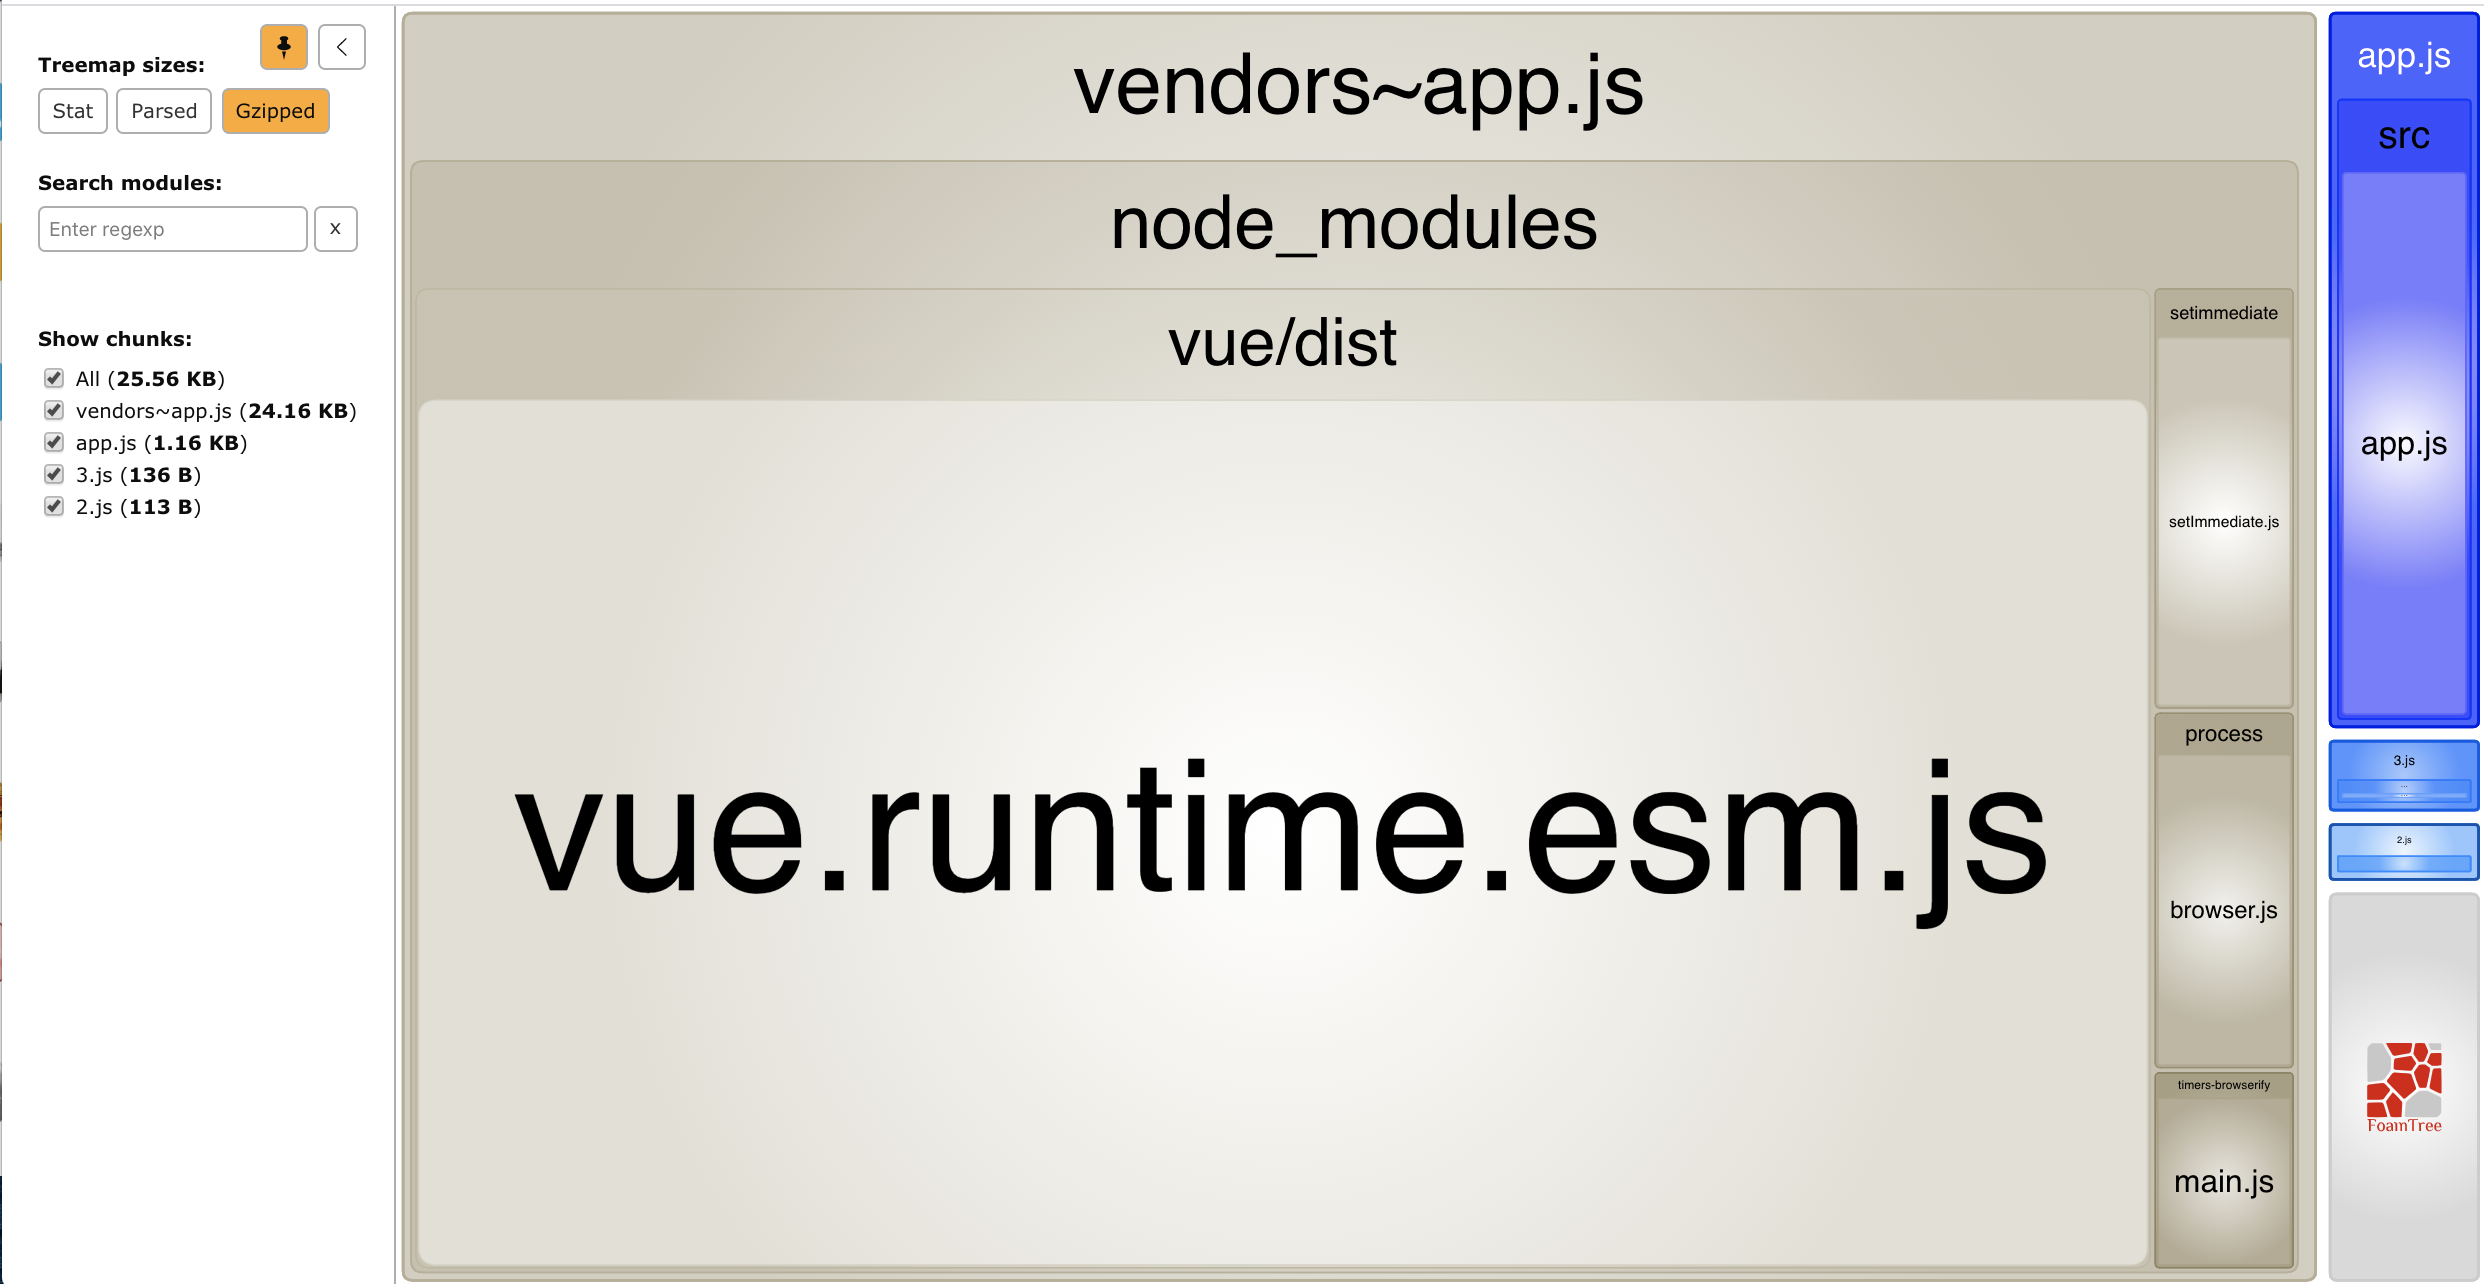 Treemap sizes:
Stat Parsed Gzipped
Search modules:
Enter regexp x
Show chunks:
All (25.56 KB)
vendors~app.js (24.16 KB)
app.js (1.16 KB)
3.js (136 B)
2.js (113 B)
vendors~app.js
node_modules
vue/dist
vue.runtime.esm.js
setimmediate
setImmediate.js
process
browser.js
timers-browserify
main.js
app.js
src
app.js
3.js
...
2.js
FoamTree